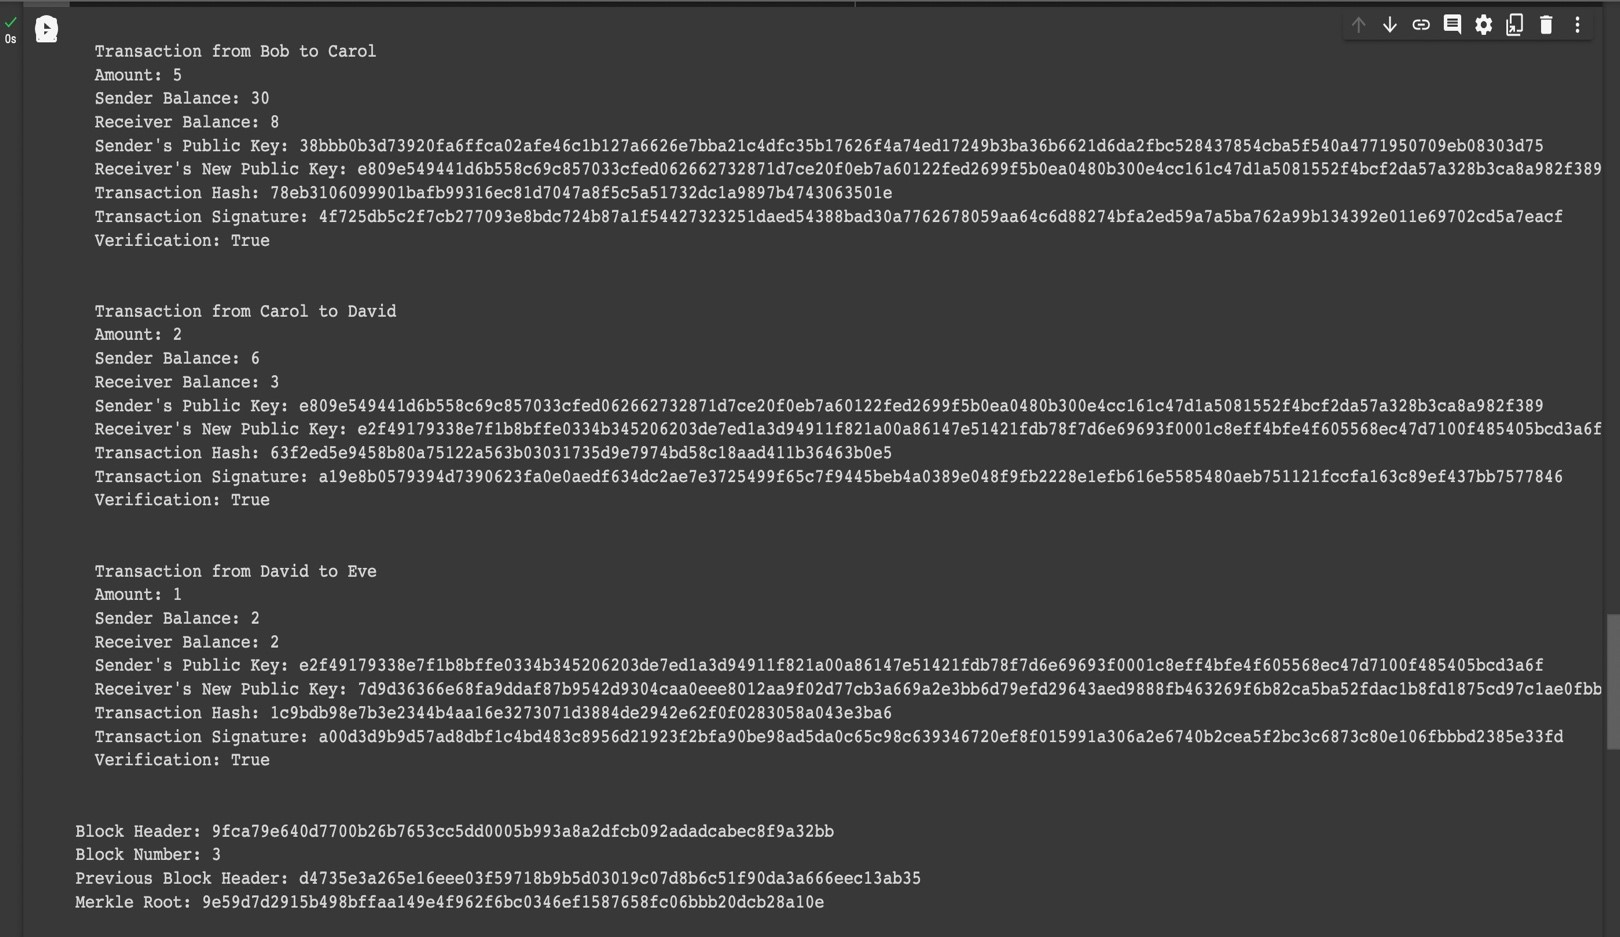 0s
Transaction from Bob to Carol
Amount: 5
Sender Balance: 30
Receiver Balance: 8
Sender's Public Key: 38bbb0b3d73920fa6ffca02afe46c1b127a6626e7bba21c4dfc35b17626f4a74ed17249b3ba36b6621d6da2fbc528437854cba5f540a4771950709eb08303d75
Receiver's New Public Key: e809e549441d6b558c69c857033cfed062662732871d7ce20f0eb7a60122fed2699f5b0ea0480b300e4cc161c47d1a5081552f4bcf2da57a328b3ca8a982f389
Transaction Hash: 78eb3106099901bafb99316ec81d7047a8f5c5a51732dc1a9897b4743063501e
Transaction Signature: 4f725db5c2f7cb277093e8bdc724b87a1f54427323251daed54388bad30a7762678059aa64c6d88274bfa2ed59a7a5ba762a99b134392e011e69702cd5a7eacf
Verification: True
Transaction from Carol to David
Amount: 2
Sender Balance: 6
Receiver Balance: 3
Sender's Public Key: e809e549441d6b558c69c857033cfed062662732871d7ce20f0eb7a60122fed2699f5b0ea0480b300e4cc161c47d1a5081552f4bcf2da57a328b3ca8a982f389
Receiver's New Public Key: e2f49179338e7f1b8bffe0334b345206203de7ed1a3d94911f821a00a86147e51421fdb78f7d6e69693f0001c8eff4bfe4f605568ec47d7100f485405bcd3a6f
Transaction Hash: 63f2ed5e9458b80a75122a563b03031735d9e7974bd58c18aad411b36463b0e5
Transaction Signature: a19e8b0579394d7390623fa0e0aedf634dc2ae7e3725499f65c7f9445beb4a0389e048f9fb2228e1efb616e5585480aeb751121fccfa163c89ef437bb7577846
Verification: True
Transaction from David to Eve
Amount: 1
Sender Balance: 2
Receiver Balance: 2
Sender's Public Key: e2f49179338e7f1b8bffe0334b345206203de7ed1a3d94911f821a00a86147e51421fdb78f7d6e69693f0001c8eff4bfe4f605568ec47d7100f485405bcd3a6f
Receiver's New Public Key: 7d9d36366e68fa9ddaf87b9542d9304caa0eee8012aa9f02d77cb3a669a2e3bb6d79efd29643aed9888fb463269f6b82ca5ba52fdac1b8fd1875cd97c1ae0fbb
Transaction Hash: 1c9bdb98e7b3e2344b4aa16e3273071d3884de2942e62f0f0283058a043e3ba6
Transaction Signature: a00d3d9b9d57ad8dbf1c4bd483c8956d21923f2bfa90be98ad5da0c65c98c639346720ef8f015991a306a2e6740b2cea5f2bc3c6873c80e106fbbbd2385e33fd
Verification: True
Block Header: 9fca79e640d7700b26b7653cc5dd0005b993a8a2dfcb092adadcabec8f9a32bb
Block Number: 3
Previous Block Header: d4735e3a265e16eee03f59718b9b5d03019c07d8b6c51f90da3a666eec13ab35
Merkle Root: 9e59d7d2915b498bffaa149e4f962f6bc0346ef1587658fc06bbb20dcb28a10e